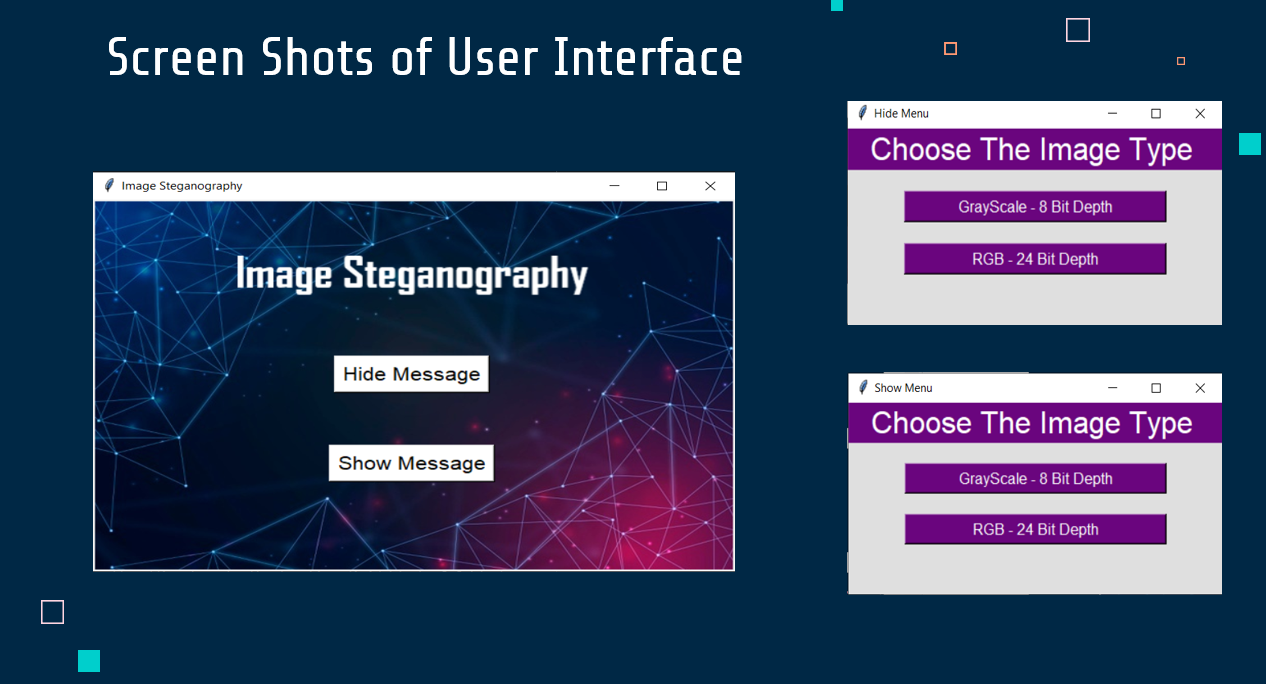 Screen Shots of User Interface
Image Steganography
Image Steganography
Hide Message
Show Message
Hide Menu
Choose The Image Type
GrayScale - 8 Bit Depth
RGB - 24 Bit Depth
Show Menu
Choose The Image Type
GrayScale - 8 Bit Depth
RGB - 24 Bit Depth